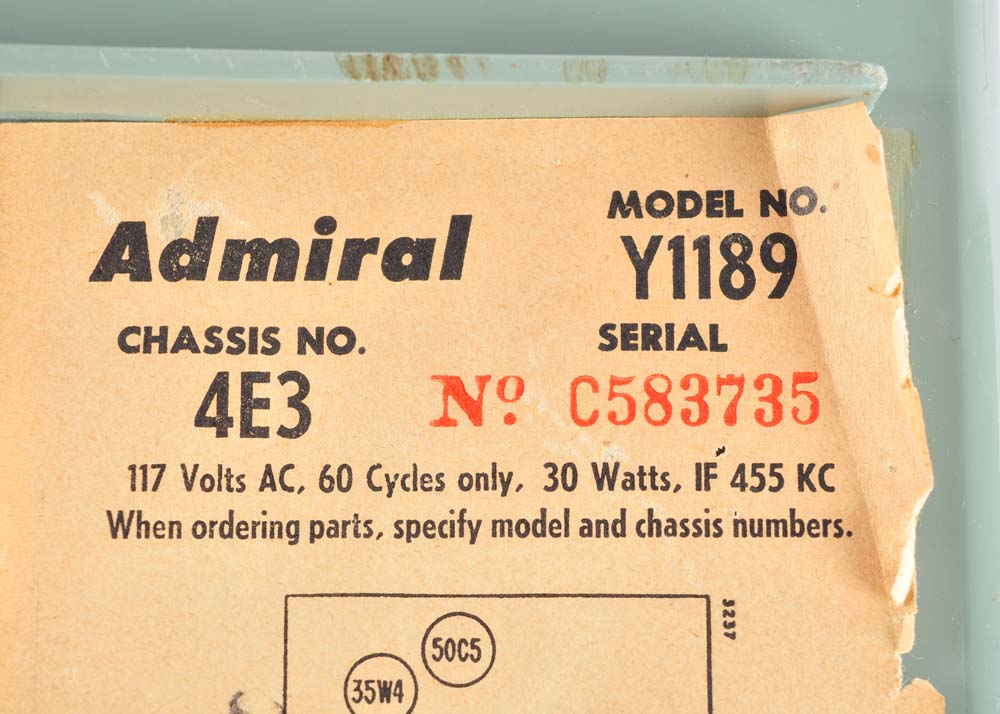 Admiral
MODEL NO.
Y1189
CHASSIS NO.
4E3
SERIAL
No. C583735
117 Volts AC, 60 Cycles only, 30 Watts, IF 455 KC
When ordering parts, specify model and chassis numbers.
3237
50C5
35W4